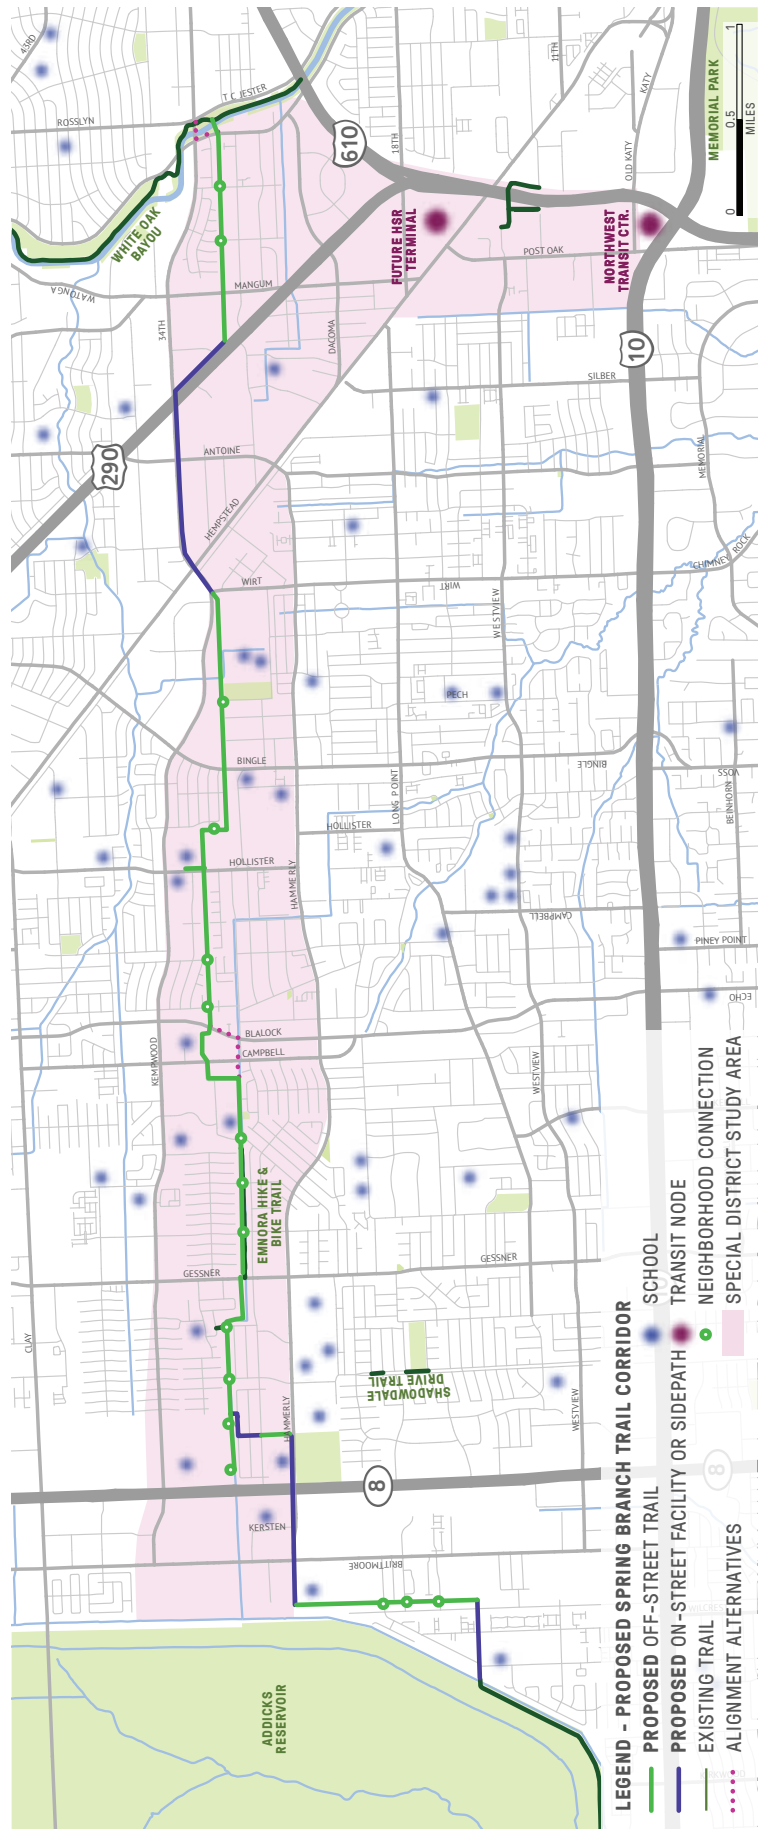 43RD
ROSSLYN
T C JESTER
WHITE OAK
BAYOU
610
18TH
11TH
KATY
OLD KATY
MEMORIAL PARK
0
0.5
1
MILES
FUTURE HSR
TERMINAL
NORTHWEST
TRANSIT CTR.
POST OAK
WATONGA
MANGUM
34TH
DACOMA
10
SILBER
290
ANTOINE
MEMORIAL
HEMPSTEAD
CHIMNEY ROCK
WIRT
WIRT
WESTVIEW
PECH
BINGLE
BINGLE
VOSS
LONG POINT
HOLLISTER
HOLLISTER
BEINHORN
HAMMERLY
CAMPBELL
PINEY POINT
ECHO
BLALOCK
CAMPBELL
KEMPWOOD
WESTVIEW
EMNORA HIKE &
BIKE TRAIL
GESSNER
GESSNER
CLAY
SHADOWDALE
DRIVE TRAIL
HAMMERLY
WESTVIEW
8
8
KERSTEN
BRITTMOORE
ADDICKS
RESERVOIR
LEGEND - PROPOSED SPRING BRANCH TRAIL CORRIDOR
PROPOSED OFF-STREET TRAIL
PROPOSED ON-STREET FACILITY OR SIDEPATH
EXISTING TRAIL
ALIGNMENT ALTERNATIVES
SCHOOL
TRANSIT NODE
NEIGHBORHOOD CONNECTION
SPECIAL DISTRICT STUDY AREA